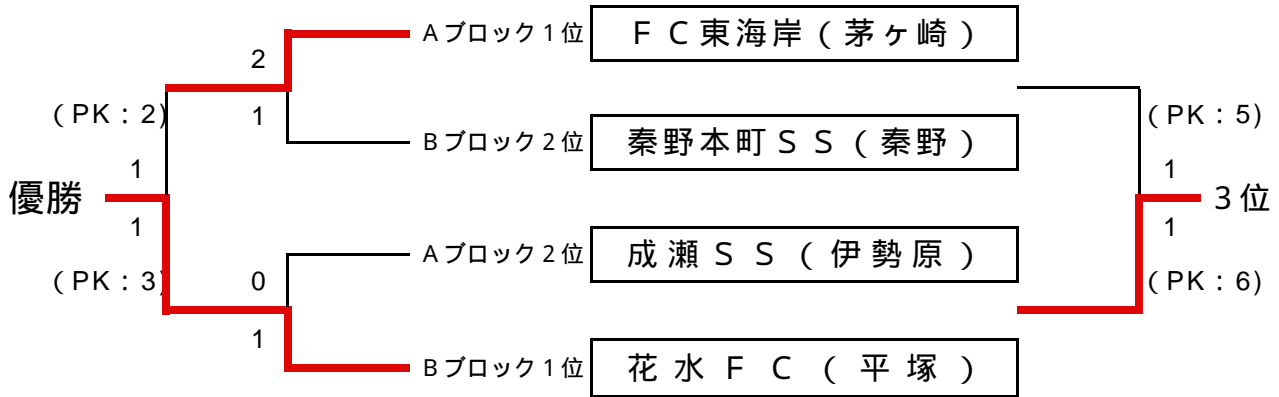 Aブロック1位 ＦＣ東海岸（茅ヶ崎）
2
(PK：2)
(PK：5)
1
Bブロック2位 秦野本町ＳＳ（秦野）
1
1
優勝
3位
1
1
Aブロック2位 成瀬ＳＳ（伊勢原）
(PK：3)
0
(PK：6)
1
Bブロック1位 花水ＦＣ（平塚）